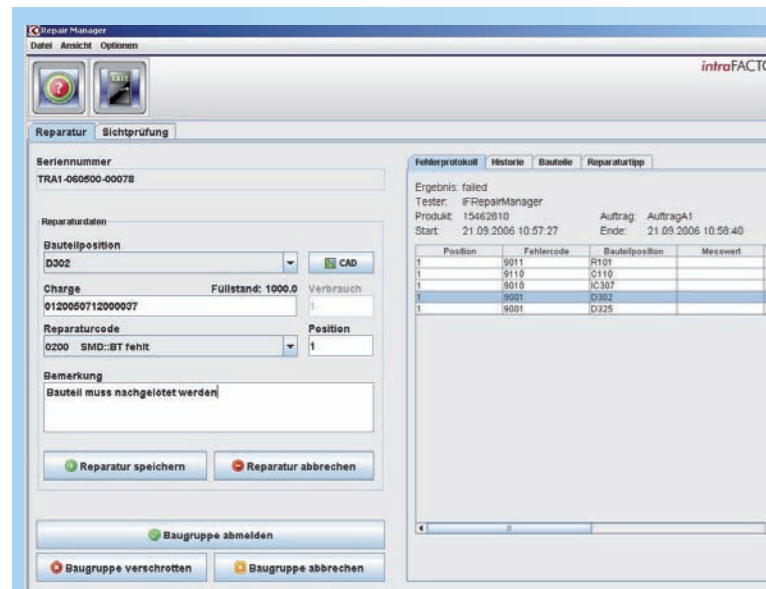 Repair Manager
Datei Ansicht Optionen
intraFACTO
Reparatur Sichtprüfung
Seriennummer
TRA1-060500-00078
Reparaturdaten
Bauteilposition
D302 CAD
Charge Füllstand: 1000.0 Verbrauch
0120050712000037 1
Reparaturcode Position
0200 SMD::BT fehlt 1
Bemerkung
Bauteil muss nachgelötet werden
Reparatur speichern Reparatur abbrechen
Baugruppe abmelden
Baugruppe verschrotten Baugruppe abbrechen
Fehlerprotokoll Historie Bauteile Reparaturtipp
Ergebnis: failed
Tester: IFRepairManager
Produkt: 15462810 Auftrag: AuftragA1
Start: 21.09.2006 10:57:27 Ende: 21.09.2006 10:58:40
Position Fehlercode Bauteilposition Messwert
1 9011 R101
1 9110 C110
1 9010 IC307
1 9001 D302
1 9001 D325